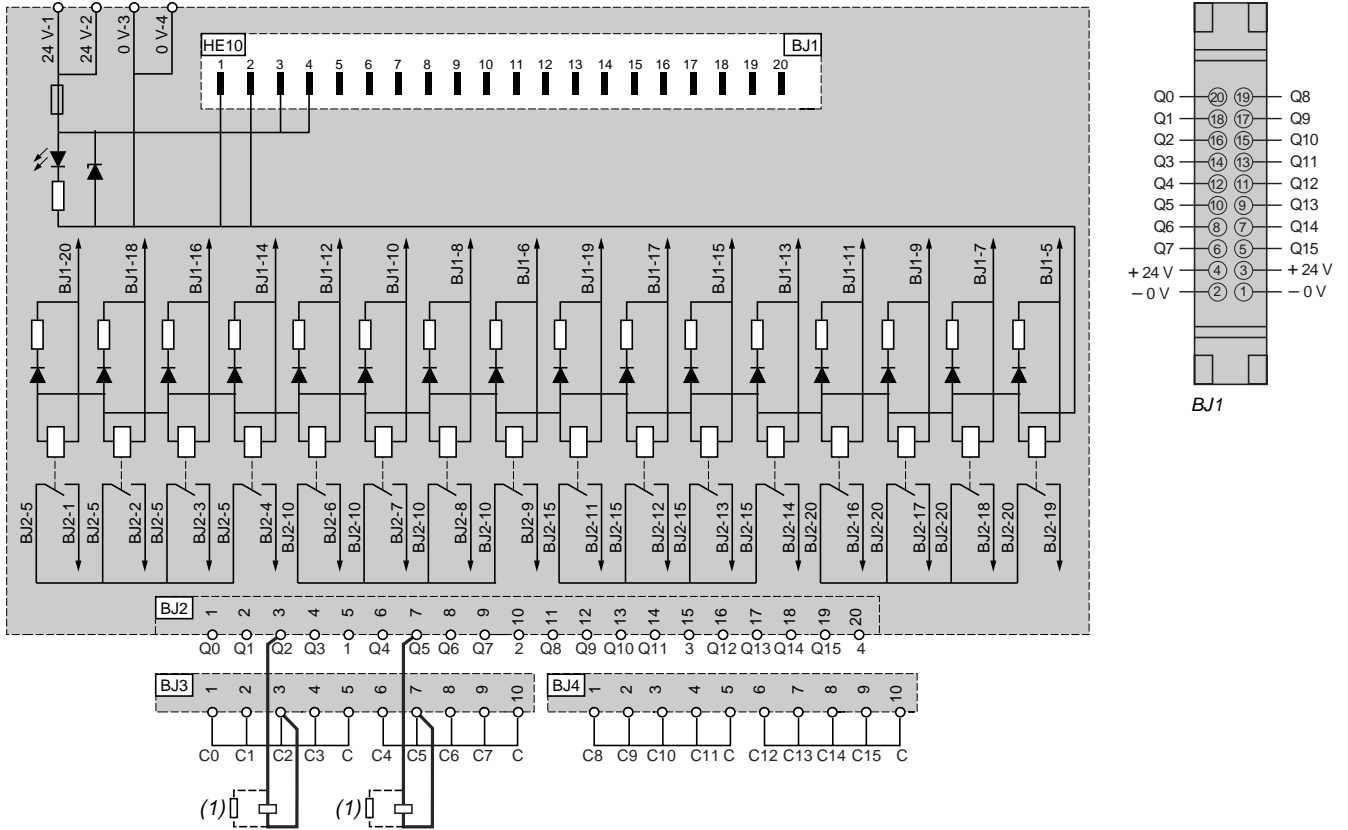 24 V-1 24 V-2 0 V-3 0 V-4
HE10 BJ1
1 2 3 4 5 6 7 8 9 10 11 12 13 14 15 16 17 18 19 20
BJ1-20 BJ1-18 BJ1-16 BJ1-14 BJ1-12 BJ1-10 BJ1-8 BJ1-6 BJ1-19 BJ1-17 BJ1-15 BJ1-13 BJ1-11 BJ1-9 BJ1-7 BJ1-5
BJ2-5 BJ2-1 BJ2-5 BJ2-2 BJ2-5 BJ2-3 BJ2-5 BJ2-4 BJ2-10 BJ2-6 BJ2-10 BJ2-7 BJ2-10 BJ2-8 BJ2-10 BJ2-9 BJ2-15 BJ2-11 BJ2-15 BJ2-12 BJ2-15 BJ2-13 BJ2-15 BJ2-14 BJ2-20 BJ2-16 BJ2-20 BJ2-17 BJ2-20 BJ2-18 BJ2-20 BJ2-19
BJ2 1 2 3 4 5 6 7 8 9 10 11 12 13 14 15 16 17 18 19 20
Q0 Q1 Q2 Q3 1 Q4 Q5 Q6 Q7 2 Q8 Q9 Q10 Q11 3 Q12 Q13 Q14 Q15 4
BJ3 1 2 3 4 5 6 7 8 9 10
C0 C1 C2 C3 C C4 C5 C6 C7 C
BJ4 1 2 3 4 5 6 7 8 9 10
C8 C9 C10 C11 C C12 C13 C14 C15 C
(1) (1)
Q0 20 19 Q8
Q1 18 17 Q9
Q2 16 15 Q10
Q3 14 13 Q11
Q4 12 11 Q12
Q5 10 9 Q13
Q6 8 7 Q14
Q7 6 5 Q15
+ 24 V 4 3 + 24 V
– 0 V 2 1 – 0 V
BJ1